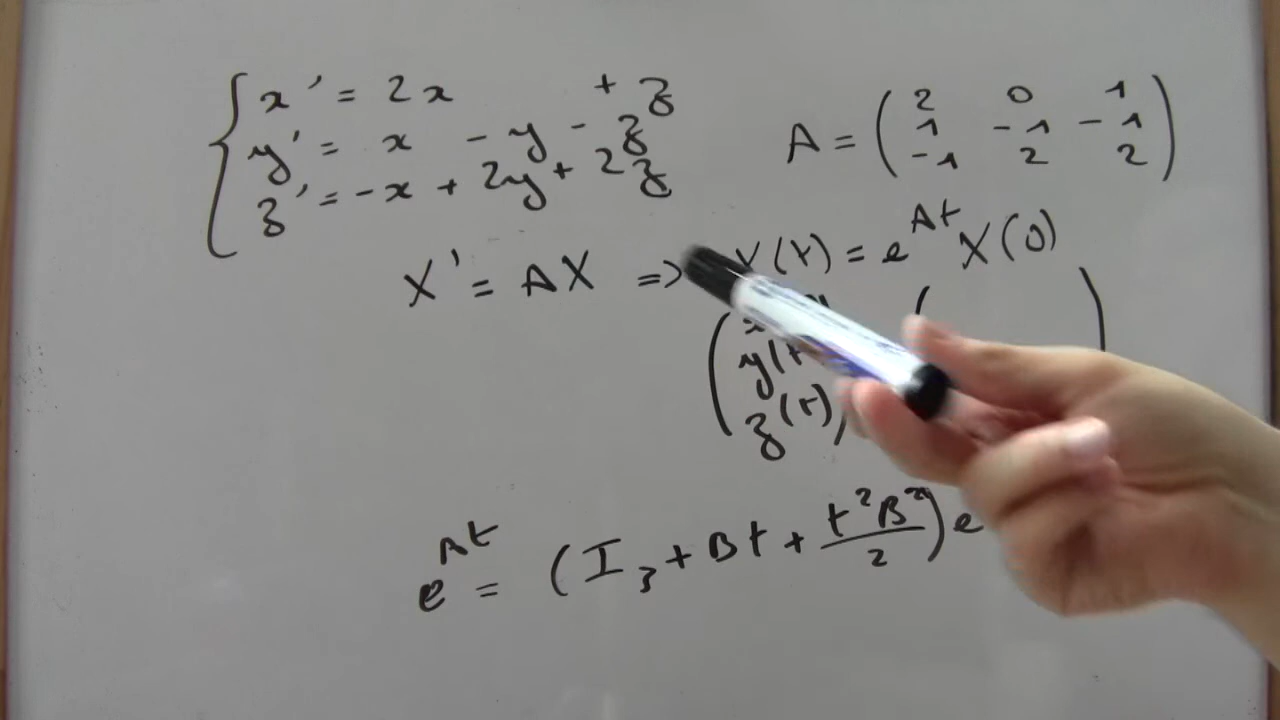 x' = 2x + z
y' = x - y - z
z' = -x + 2y + 2z
A = ( 2 0 1
1 -1 -1
-1 2 2 )
X' = AX => X(t) = e^{At} X(0)
y(t
z(t)
e^{At} = (I_3 + Bt + t^2 B^2 / 2) e